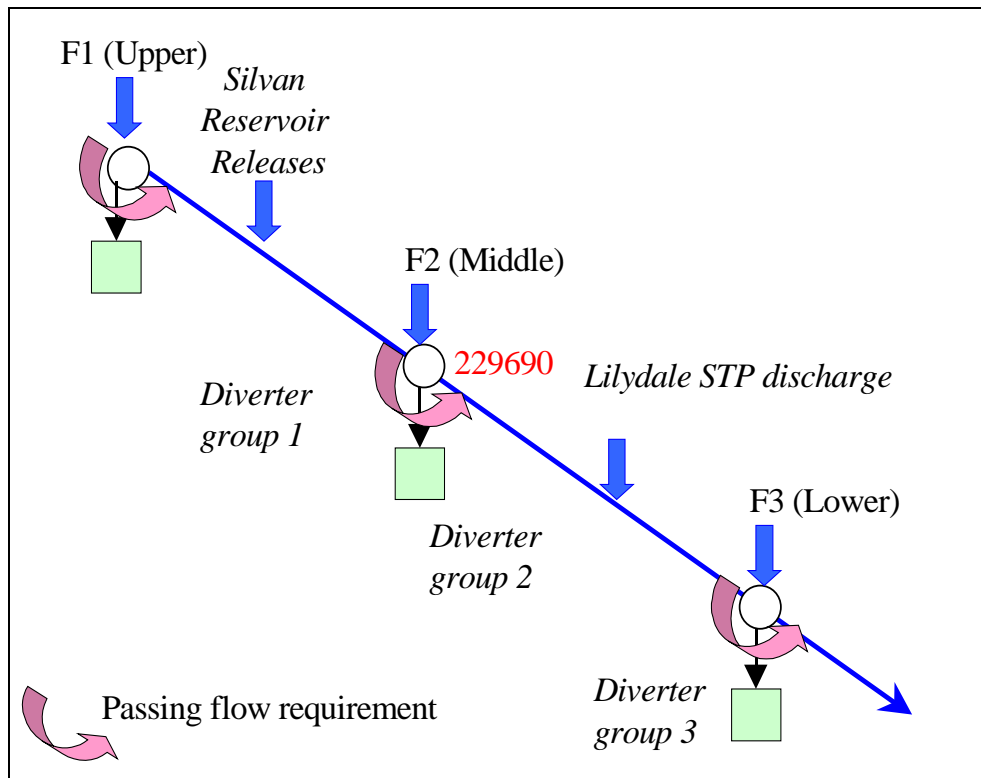 F1 (Upper)
Silvan
Reservoir
Releases
F2 (Middle)
229690
Diverter
group 1
Lilydale STP discharge
F3 (Lower)
Diverter
group 2
Diverter
group 3
Passing flow requirement